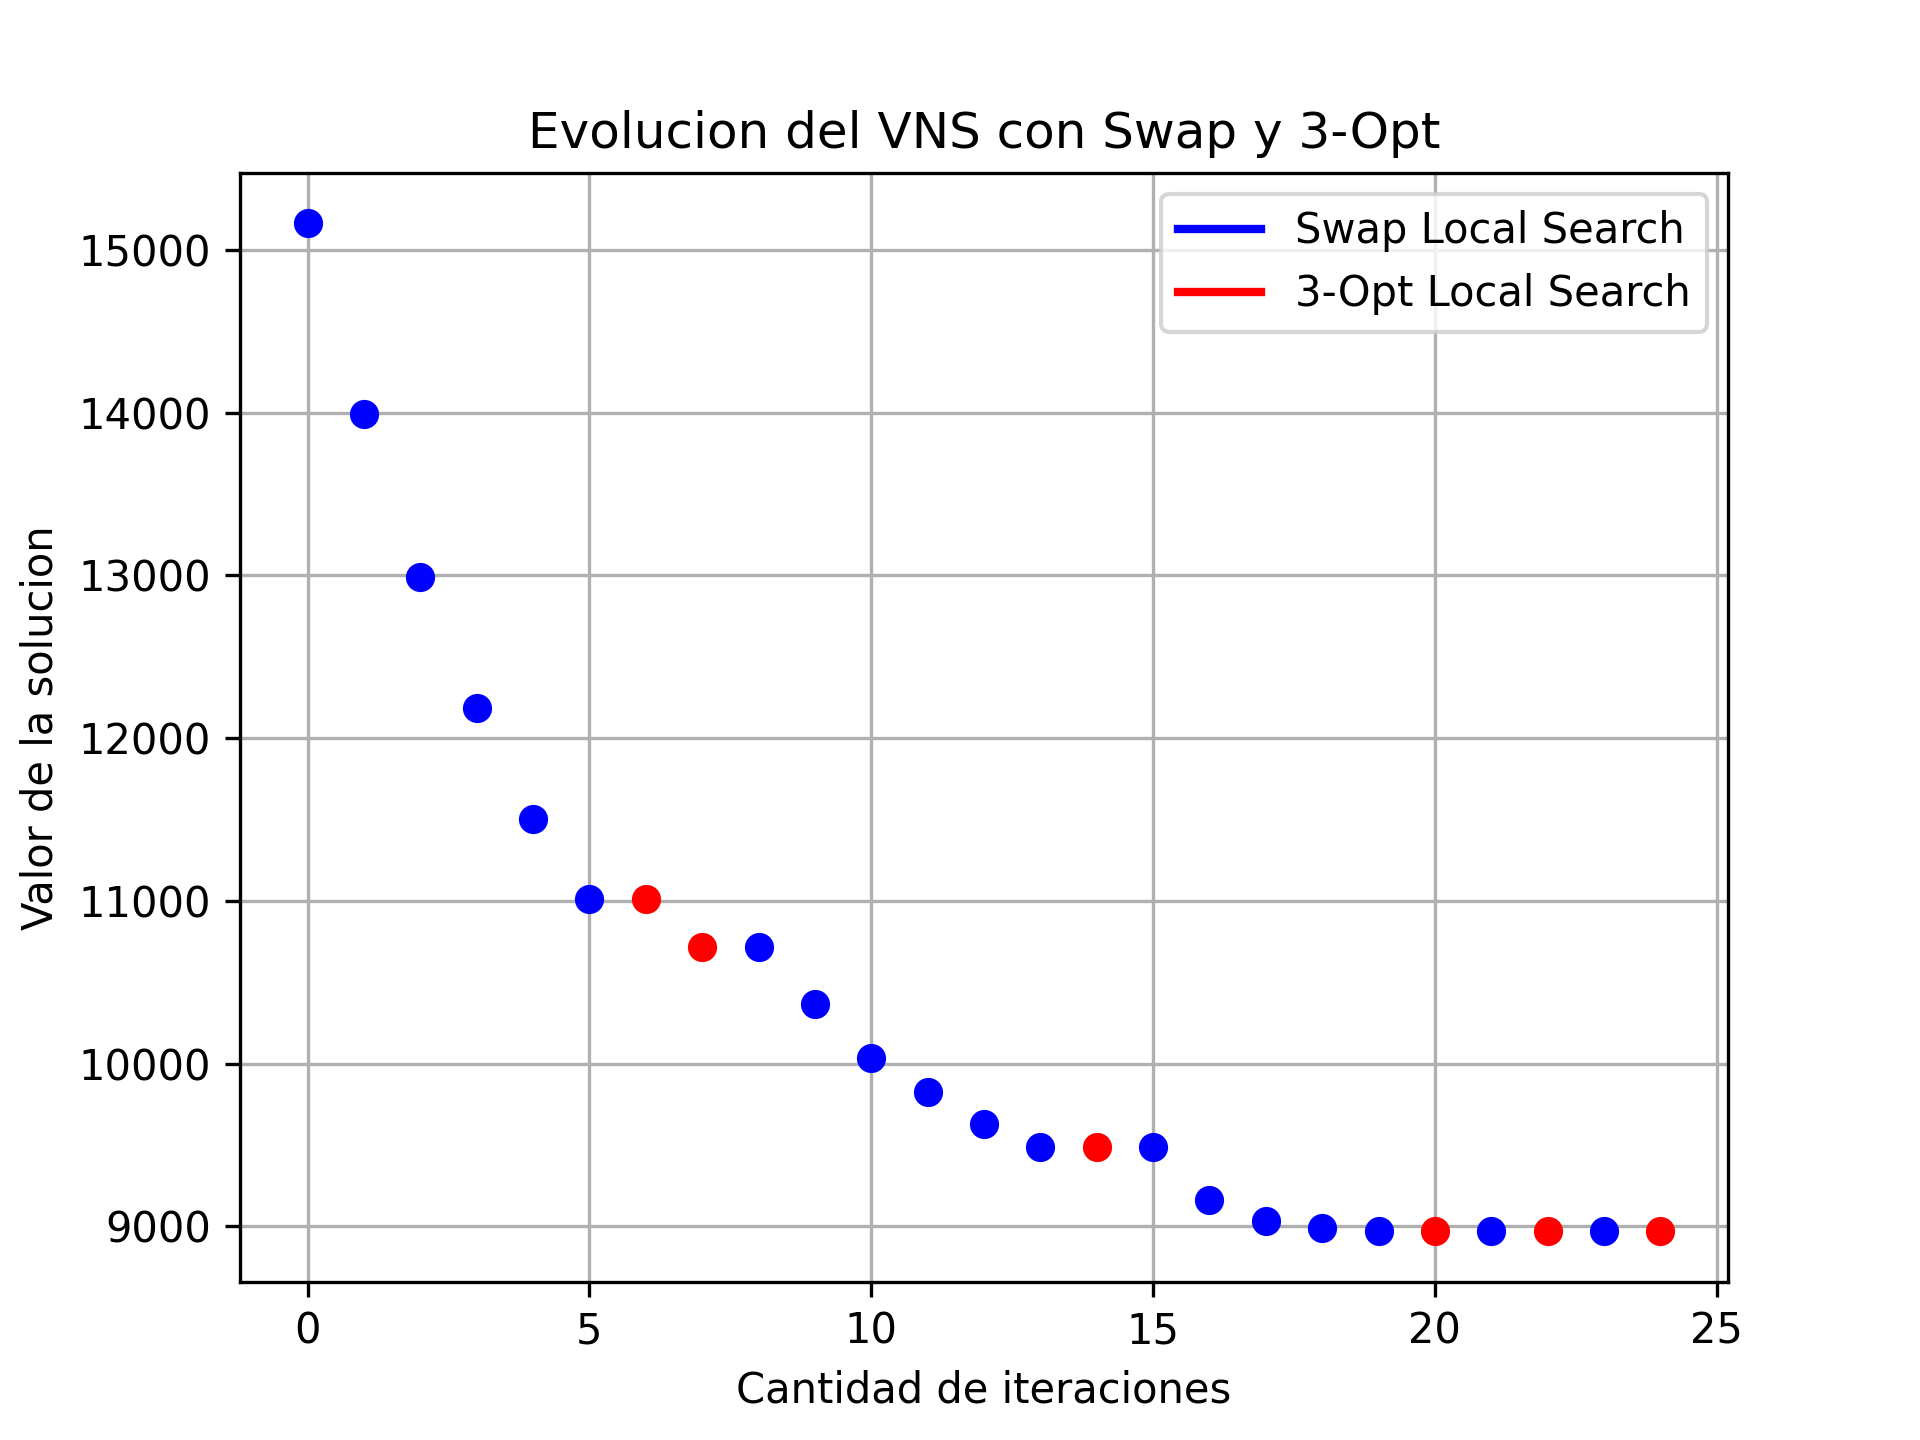 Evolucion del VNS con Swap y 3-Opt
Swap Local Search
3-Opt Local Search
Valor de la solucion
15000
14000
13000
12000
11000
10000
9000
0 5 10 15 20 25
Cantidad de iteraciones